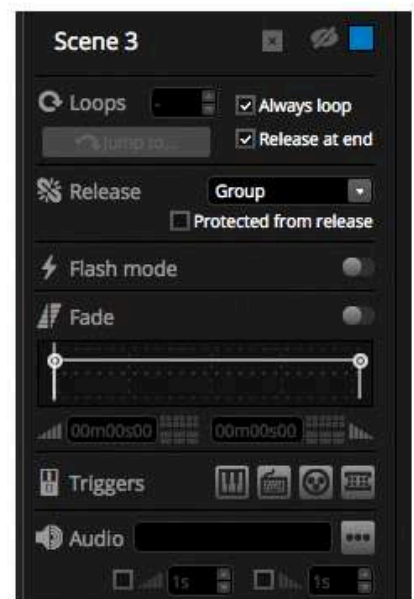 Scene 3
Loops - Always loop
Jump to... Release at end
Release Group
Protected from release
Flash mode
Fade
00m00s00 00m00s00
Triggers
Audio
1s 1s